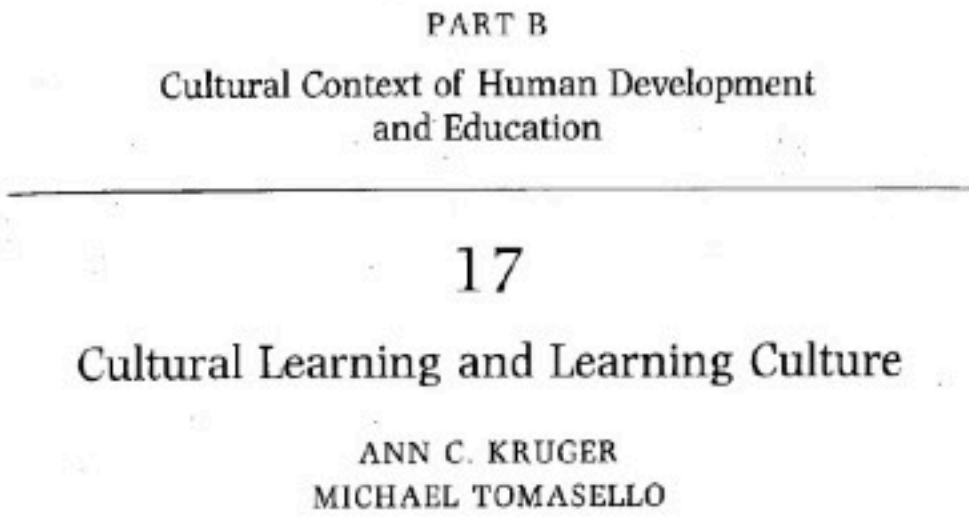 PART B
Cultural Context of Human Development
and Education
17
Cultural Learning and Learning Culture
ANN C. KRUGER
MICHAEL TOMASELLO